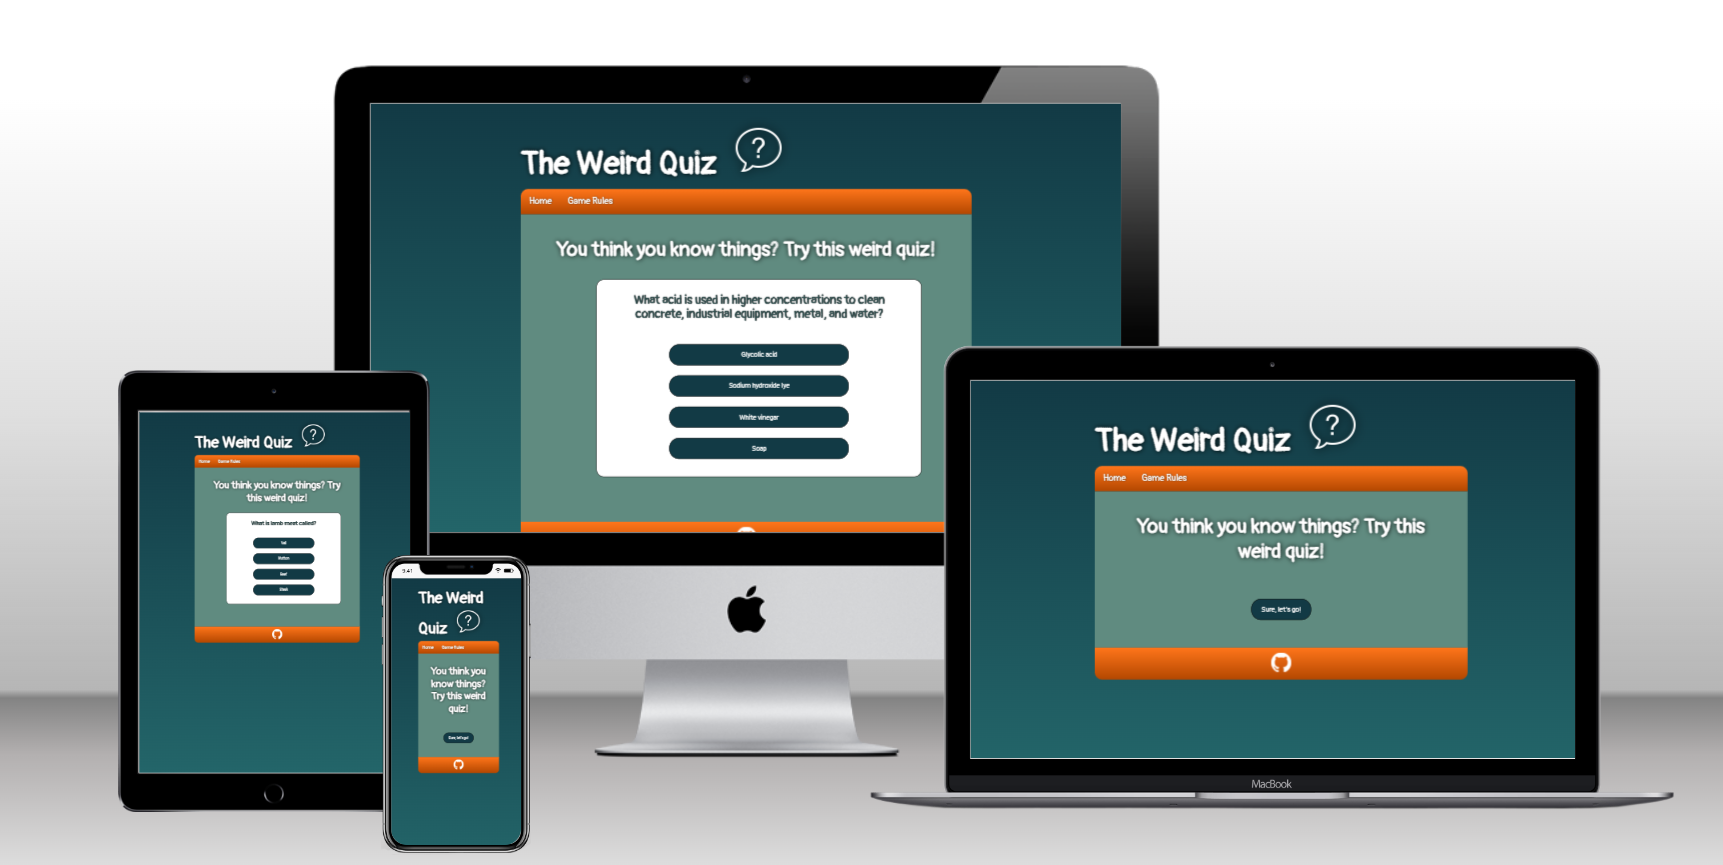 The Weird Quiz ?
Home Game Rules
You think you know things? Try this weird quiz!
What acid is used in higher concentrations to clean
concrete, industrial equipment, metal, and water?
Glycolic acid
Sodium hydroxide lye
White vinegar
Soap
The Weird Quiz ?
Home Game Rules
You think you know things? Try
this weird quiz!
What is lamb meat called?
Mutton
Beef
9:41
The Weird
Quiz ?
Home Game Rules
You think you
know things?
Try this weird
quiz!
Sure, let's go!
The Weird Quiz ?
Home Game Rules
You think you know things? Try this
weird quiz!
Sure, let's go!
MacBook